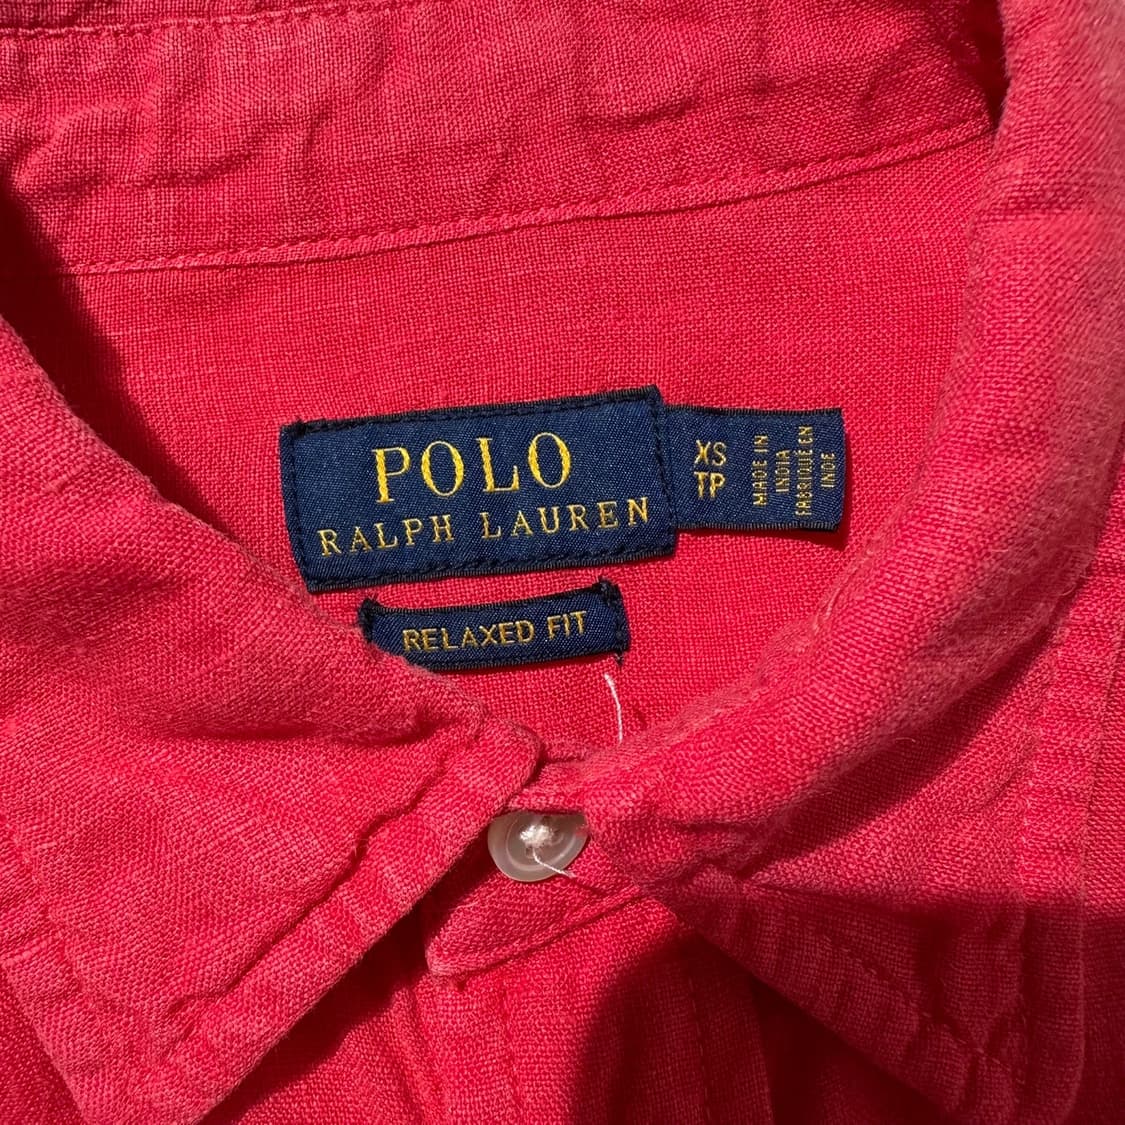 POLO
RALPH LAUREN
XS
TP
MADE IN
INDIA
FABRIQUÉ EN
INDE
RELAXED FIT